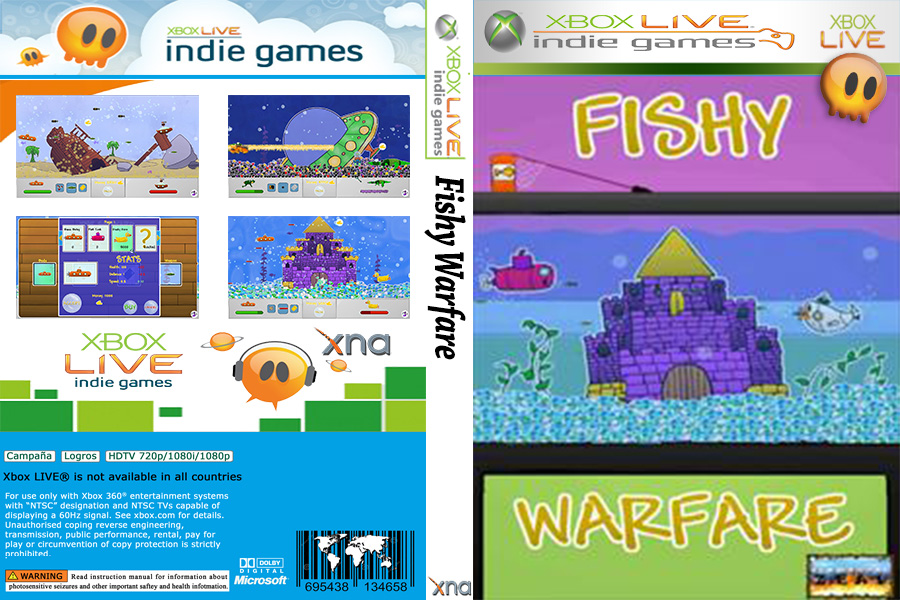 XBOX LIVE
indie games
STATS
XBOX
LIVE
indie games
xna
Campaña Logros HDTV 720p/1080i/1080p
Xbox LIVE® is not available in all countries
For use only with Xbox 360® entertainment systems
with “NTSC” designation and NTSC TVs capable of
displaying a 60Hz signal. See xbox.com for details.
Unauthorised coping reverse engineering,
transmission, public performance, rental, pay for
play or circumvention of copy protection is strictly
prohibited.
WARNING Read instruction manual for information about
photosensitive seizures and other important saftey and health infotmation.
DOLBY
DIGITAL
Microsoft
695438 134658
XBOX LIVE
indie games
Fishy Warfare
xna
XBOX LIVE
indie games
XBOX
LIVE
FISHY
WARFARE